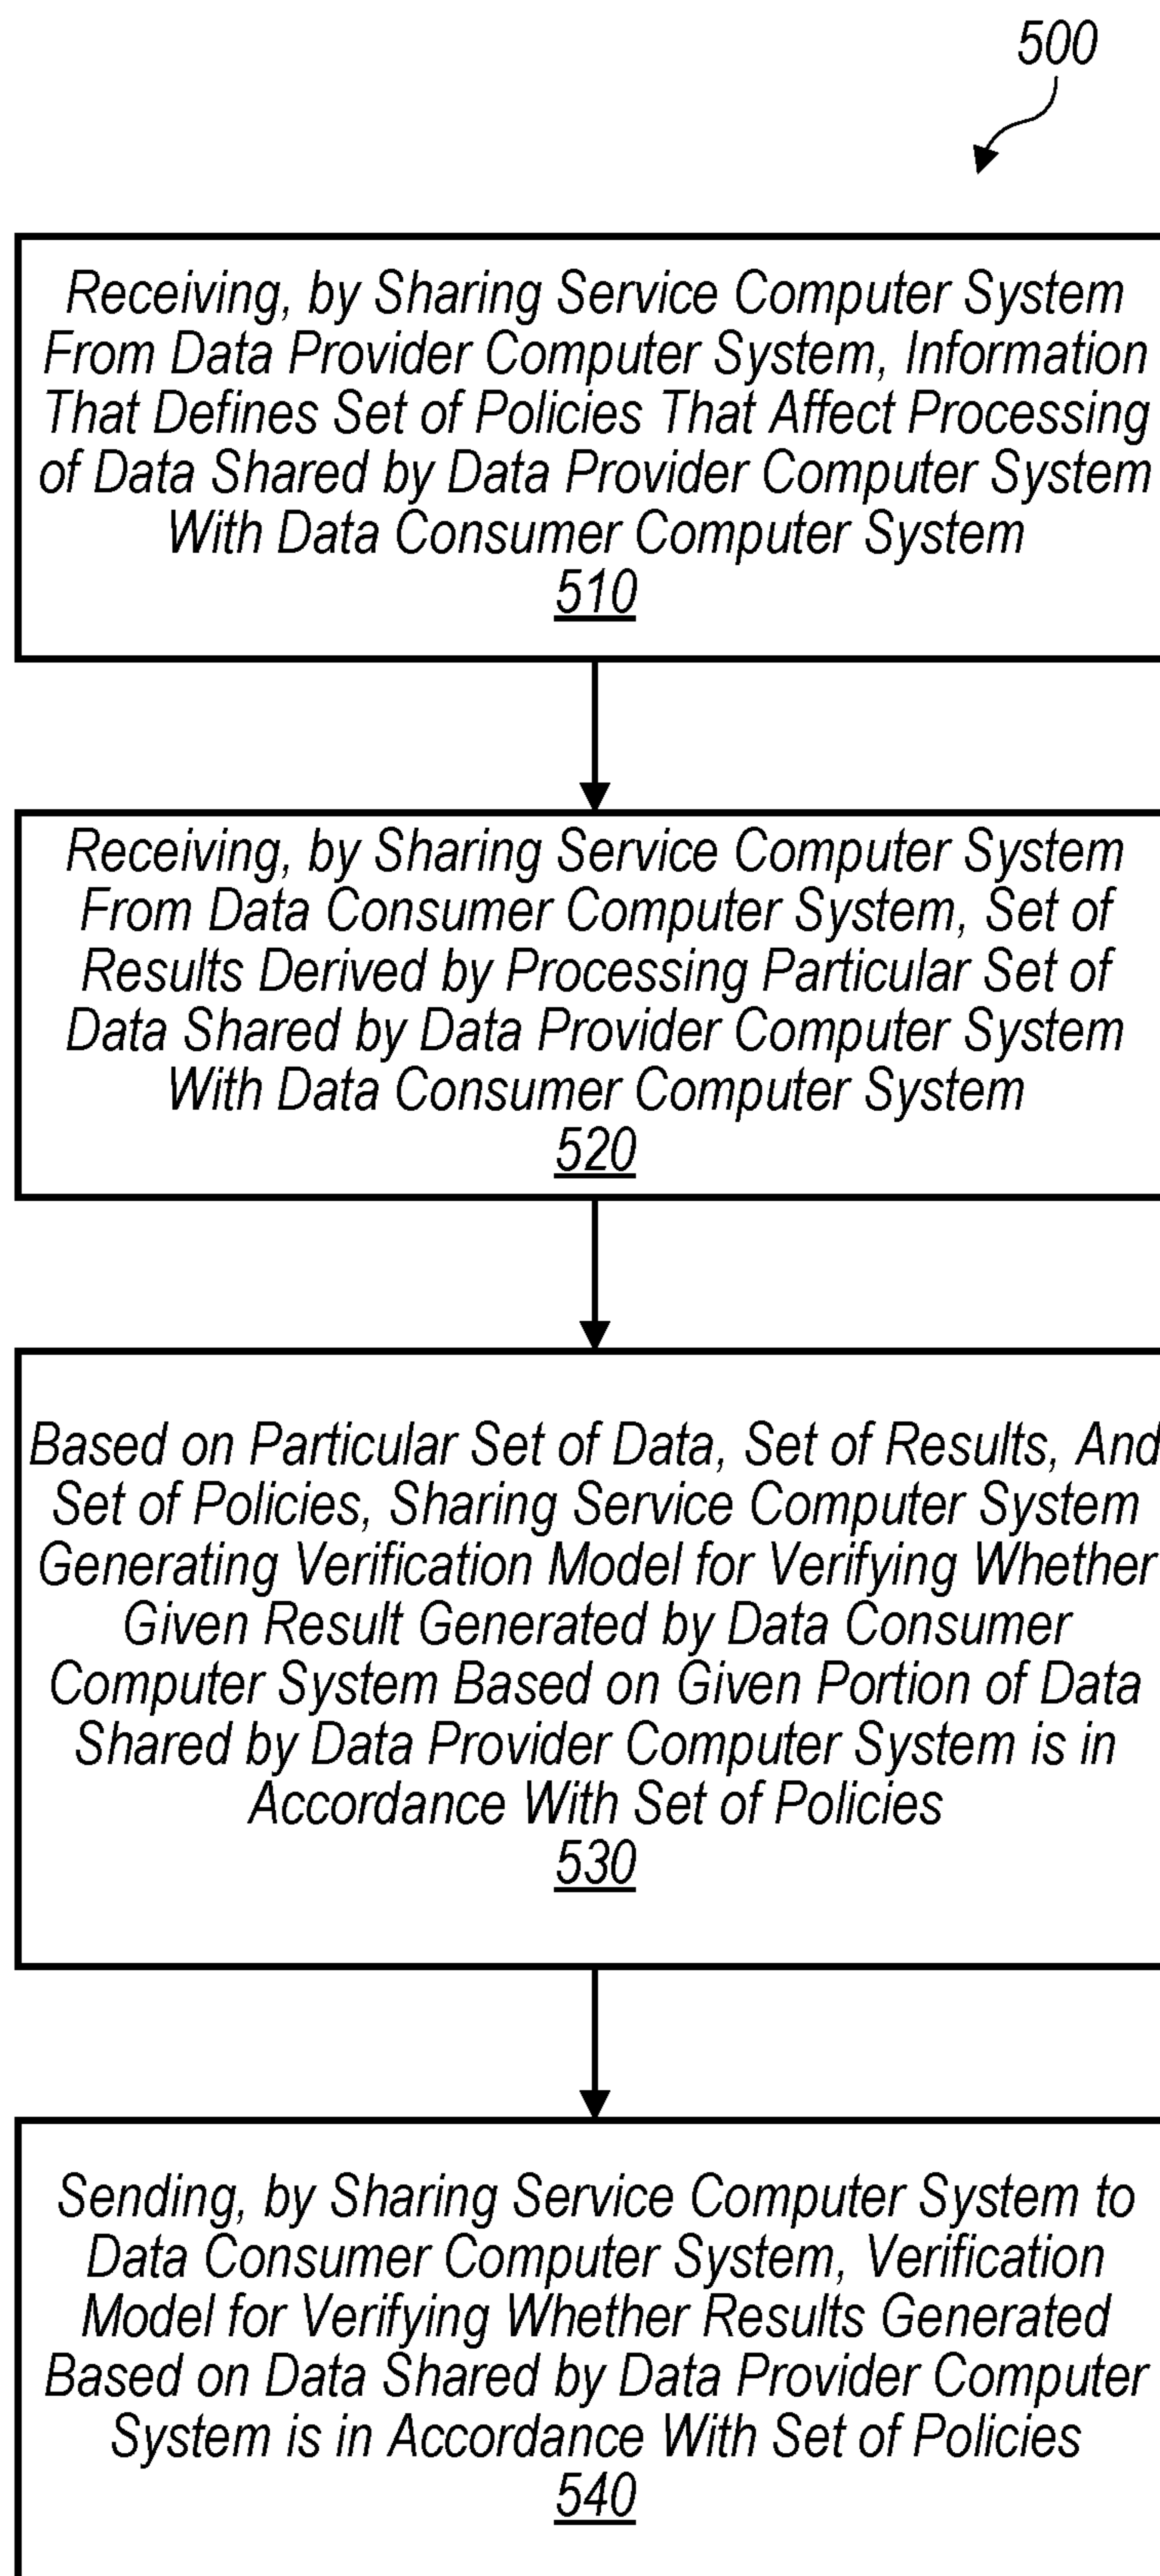 500
Receiving, by Sharing Service Computer System
From Data Provider Computer System, Information
That Defines Set of Policies That Affect Processing
of Data Shared by Data Provider Computer System
With Data Consumer Computer System
510
Receiving, by Sharing Service Computer System
From Data Consumer Computer System, Set of
Results Derived by Processing Particular Set of
Data Shared by Data Provider Computer System
With Data Consumer Computer System
520
Based on Particular Set of Data, Set of Results, And
Set of Policies, Sharing Service Computer System
Generating Verification Model for Verifying Whether
Given Result Generated by Data Consumer
Computer System Based on Given Portion of Data
Shared by Data Provider Computer System is in
Accordance With Set of Policies
530
Sending, by Sharing Service Computer System to
Data Consumer Computer System, Verification
Model for Verifying Whether Results Generated
Based on Data Shared by Data Provider Computer
System is in Accordance With Set of Policies
540